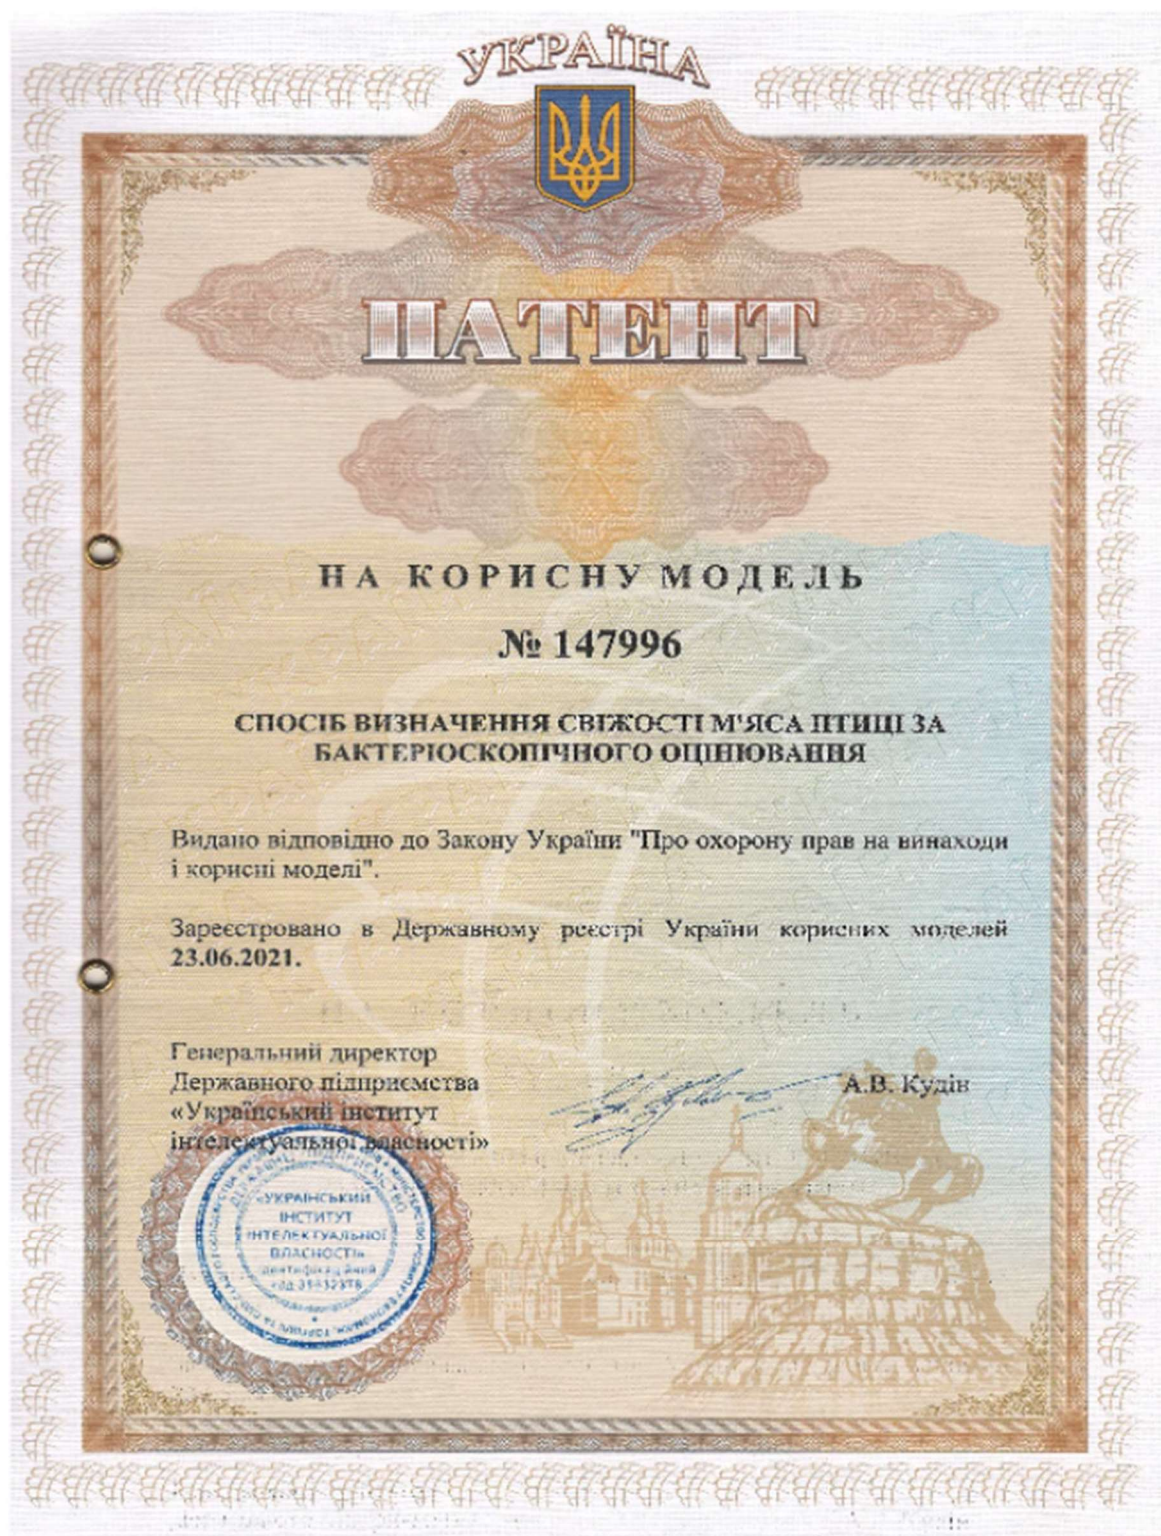 УКРАЇНА
ПАТЕНТ
НА КОРИСНУ МОДЕЛЬ
№ 147996
СПОСІБ ВИЗНАЧЕННЯ СВІЖОСТІ М'ЯСА ПТИЦІ ЗА
БАКТЕРІОСКОПІЧНОГО ОЦІНЮВАННЯ
Видано відповідно до Закону України "Про охорону прав на винаходи
і корисні моделі".
Зареєстровано в Державному реєстрі України корисних моделей
23.06.2021.
Генеральний директор
Державного підприємства
«Український інститут
інтелектуальної власності»
А.В. Кудін
ДЕРЖАВНЕ ПІДПРИЄМСТВО
«УКРАЇНСЬКИЙ
ІНСТИТУТ
ІНТЕЛЕКТУАЛЬНОЇ
ВЛАСНОСТІ»